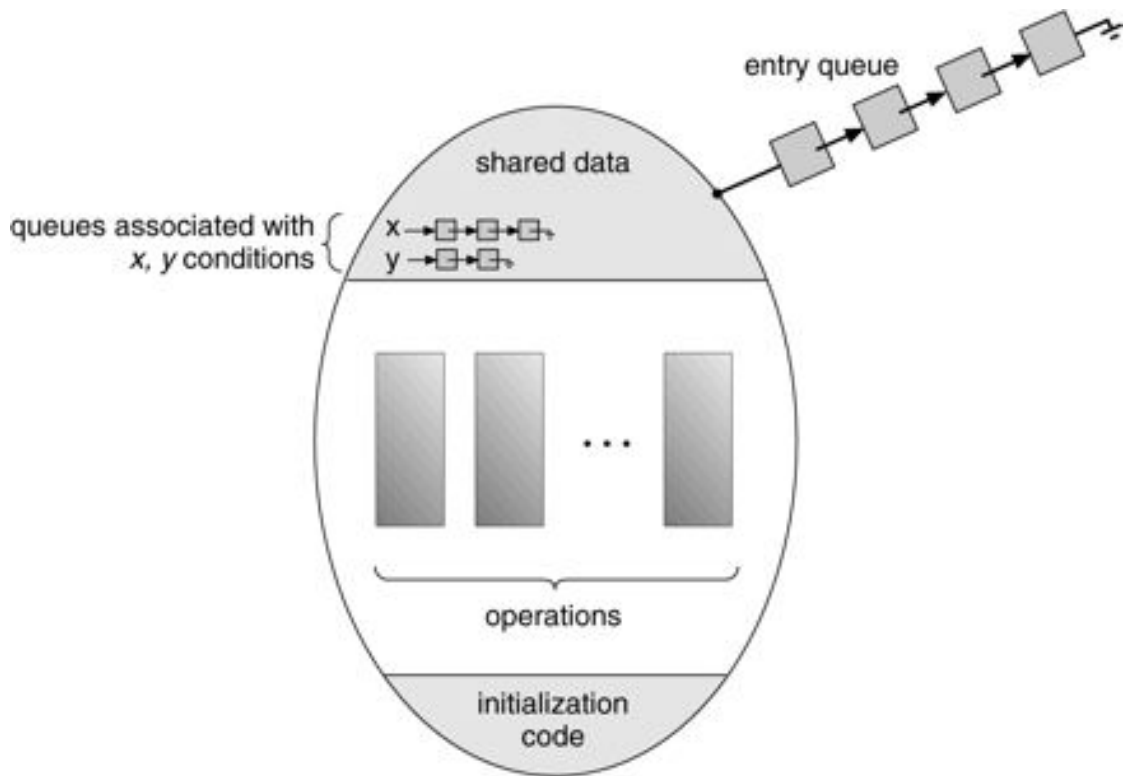 entry queue
shared data
queues associated with
x, y conditions
x
y
...
operations
initialization
code